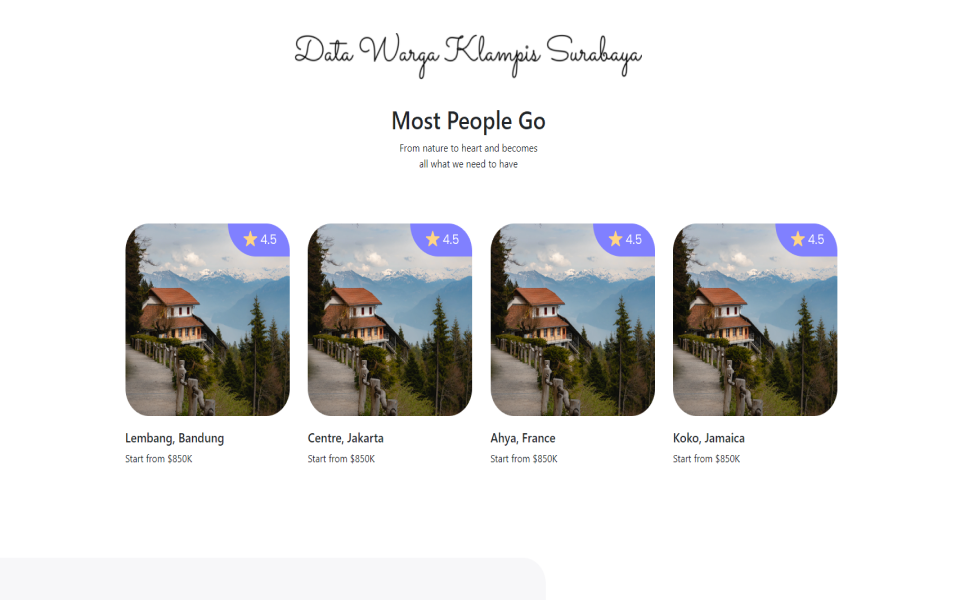 Data Warga Klampis Surabaya
Most People Go
From nature to heart and becomes
all what we need to have
4.5
4.5
4.5
4.5
Lembang, Bandung
Centre, Jakarta
Ahya, France
Koko, Jamaica
Start from $850K
Start from $850K
Start from $850K
Start from $850K